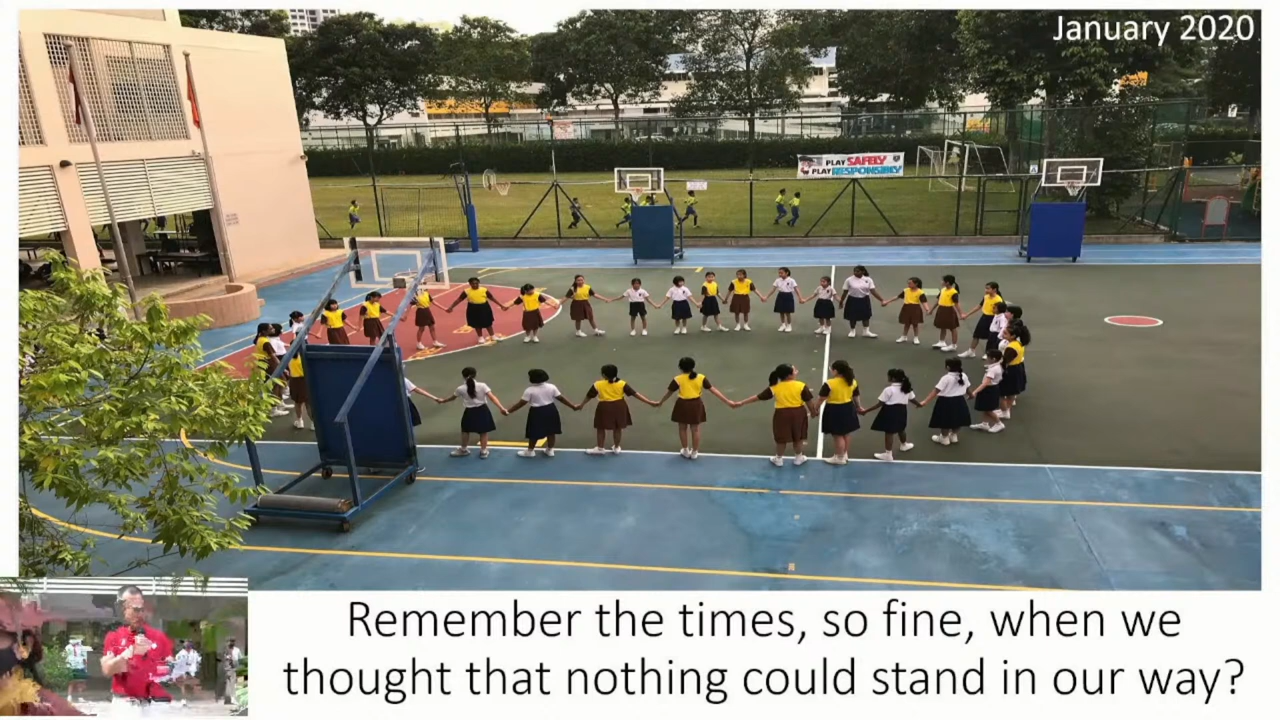 January 2020
PLAY SAFELY
PLAY RESPONSIBLY
Remember the times, so fine, when we
thought that nothing could stand in our way?